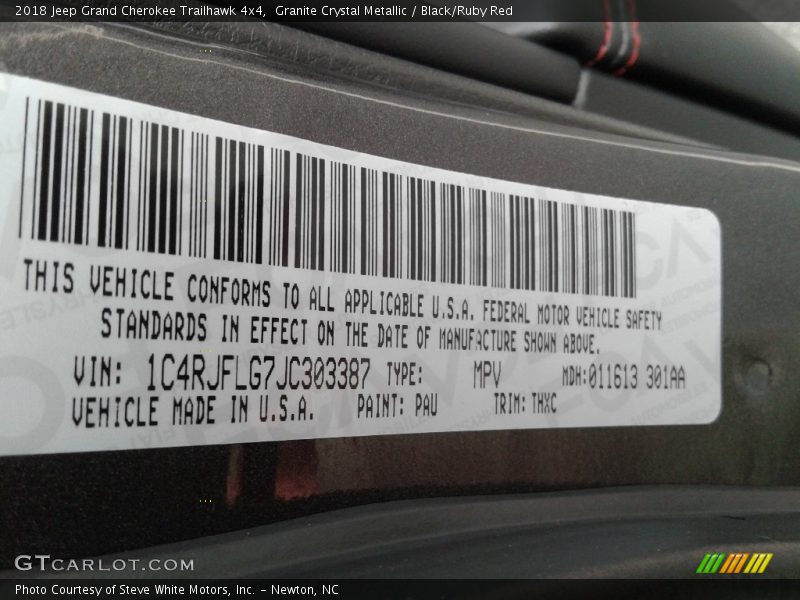 2018 Jeep Grand Cherokee Trailhawk 4x4,  Granite Crystal Metallic / Black/Ruby Red
THIS VEHICLE CONFORMS TO ALL APPLICABLE U.S.A. FEDERAL MOTOR VEHICLE SAFETY
STANDARDS IN EFFECT ON THE DATE OF MANUFACTURE SHOWN ABOVE.
VIN: 1C4RJFLG7JC303387 TYPE: MPV MDH:011613 301AA
VEHICLE MADE IN U.S.A. PAINT: PAU TRIM: THXC
GTCARLOT.COM
Photo Courtesy of Steve White Motors, Inc. – Newton, NC